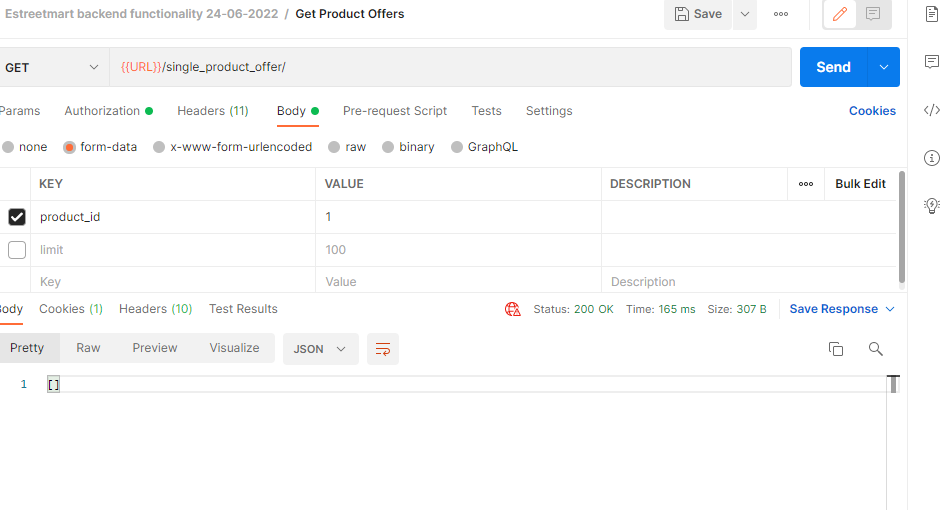 Estreetmart backend functionality 24-06-2022 / Get Product Offers
Save
GET
{{URL}}/single_product_offer/
Send
Params Authorization Headers (11) Body Pre-request Script Tests Settings Cookies
none form-data x-www-form-urlencoded raw binary GraphQL
KEY VALUE DESCRIPTION Bulk Edit
product_id 1
limit 100
Key Value Description
Body Cookies (1) Headers (10) Test Results Status: 200 OK Time: 165 ms Size: 307 B Save Response
Pretty Raw Preview Visualize JSON
1 []